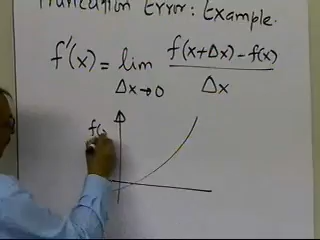 Truncation Error: Example.
f'(x) = lim Δx→0 f(x+Δx) - f(x) / Δx
f(